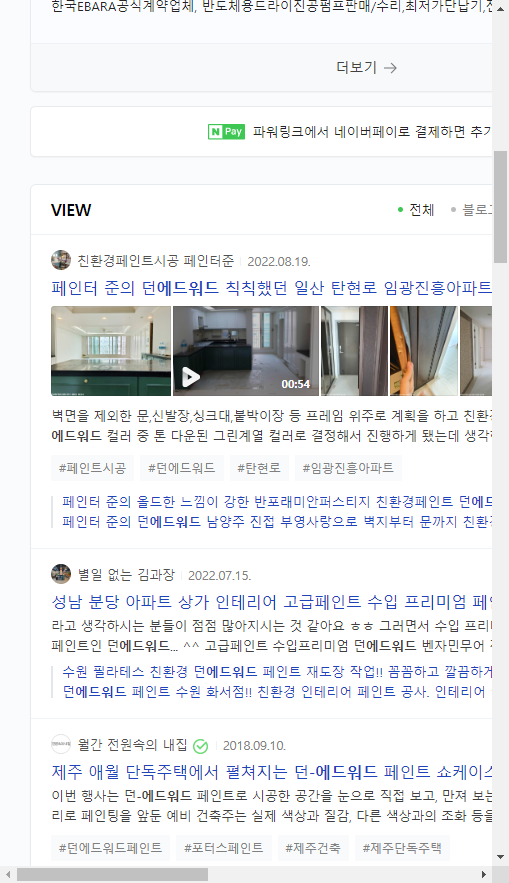 한국EBARA공식계약업체, 반도체용드라이진공펌프판매/수리,최저가단납기,
더보기
N Pay 파워링크에서 네이버페이로 결제하면 추가
VIEW
전체 블로그
친환경페인트시공 페인터준 2022.08.19.
페인터 준의 던에드워드 칙칙했던 일산 탄현로 임광진흥아파트
00:54
벽면을 제외한 문,신발장,싱크대,붙박이장 등 프레임 위주로 계획을 하고 친환경
에드워드 컬러 중 톤 다운된 그린계열 컬러로 결정해서 진행하게 됐는데 생각
#페인트시공 #던에드워드 #탄현로 #임광진흥아파트
페인터 준의 올드한 느낌이 강한 반포래미안퍼스티지 친환경페인트 던에드
페인터 준의 던에드워드 남양주 진접 부영사랑으로 벽지부터 문까지 친환경
별일 없는 김과장 2022.07.15.
성남 분당 아파트 상가 인테리어 고급페인트 수입 프리미엄 페인
라고 생각하시는 분들이 점점 많아지시는 것 같아요 ㅎㅎ 그러면서 수입 프리미
페인트인 던에드워드... ^^ 고급페인트 수입프리미엄 던에드워드 벤자민무어
수원 필라테스 친환경 던에드워드 페인트 재도장 작업!! 꼼꼼하고 깔끔하게
던에드워드 페인트 수원 화서점!! 친환경 인테리어 페인트 공사. 인테리어
월간 전원속의 내집 2018.09.10.
제주 애월 단독주택에서 펼쳐지는 던-에드워드 페인트 쇼케이스
이번 행사는 던-에드워드 페인트로 시공한 공간을 눈으로 직접 보고, 만져 보는
리로 페인팅을 앞둔 예비 건축주는 실제 색상과 질감, 다른 색상과의 조화 등을
#던에드워드페인트 #포터스페인트 #제주건축 #제주단독주택